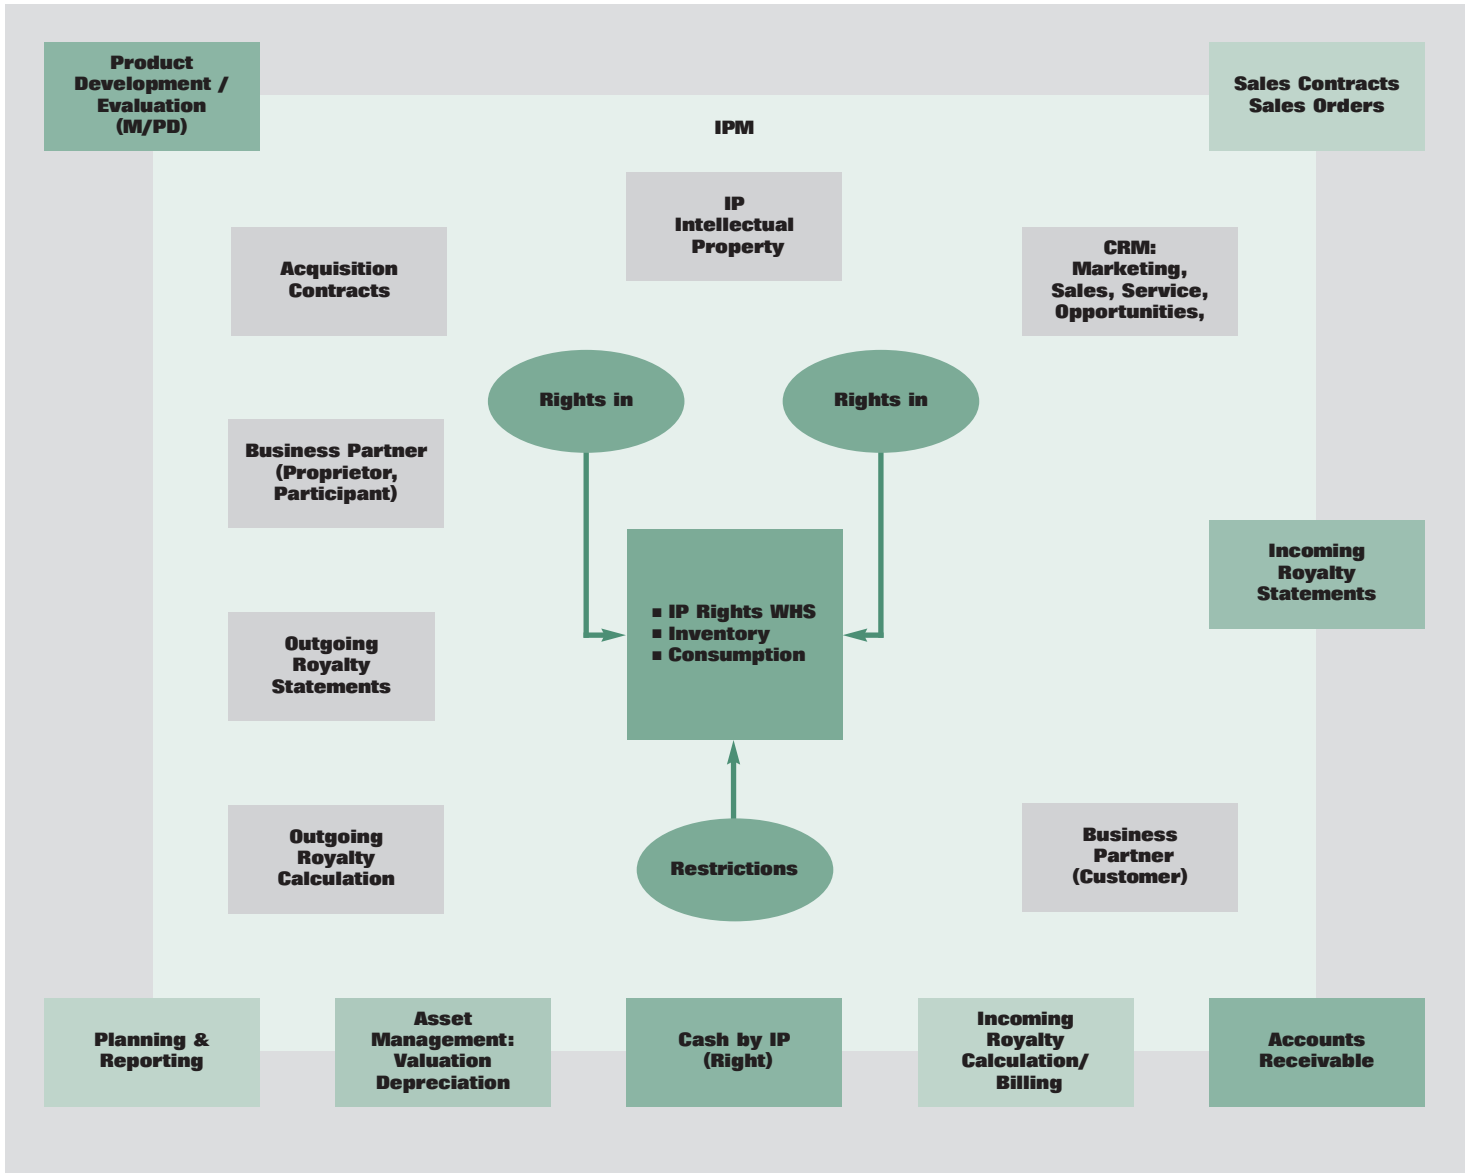 Product
Development /
Evaluation
(M/PD)
Sales Contracts
Sales Orders
IPM
IP
Intellectual
Property
Acquisition
Contracts
CRM:
Marketing,
Sales, Service,
Opportunities,
Rights in
Rights in
Business Partner
(Proprietor,
Participant)
Incoming
Royalty
Statements
▪ IP Rights WHS
▪ Inventory
▪ Consumption
Outgoing
Royalty
Statements
Outgoing
Royalty
Calculation
Restrictions
Business
Partner
(Customer)
Planning &
Reporting
Asset
Management:
Valuation
Depreciation
Cash by IP
(Right)
Incoming
Royalty
Calculation/
Billing
Accounts
Receivable